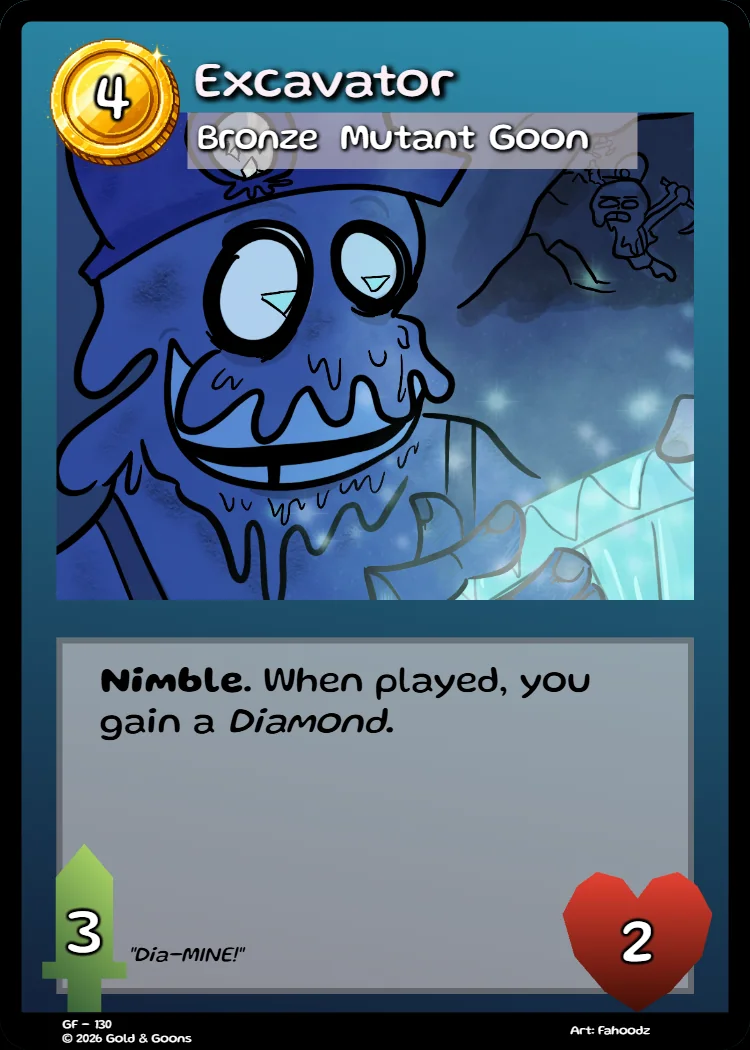 4
Excavator
Bronze Mutant Goon
Nimble. When played, you
gain a Diamond.
3
"Dia-MINE!"
2
GF - 130
© 2026 Gold & Goons
Art: Fahoodz